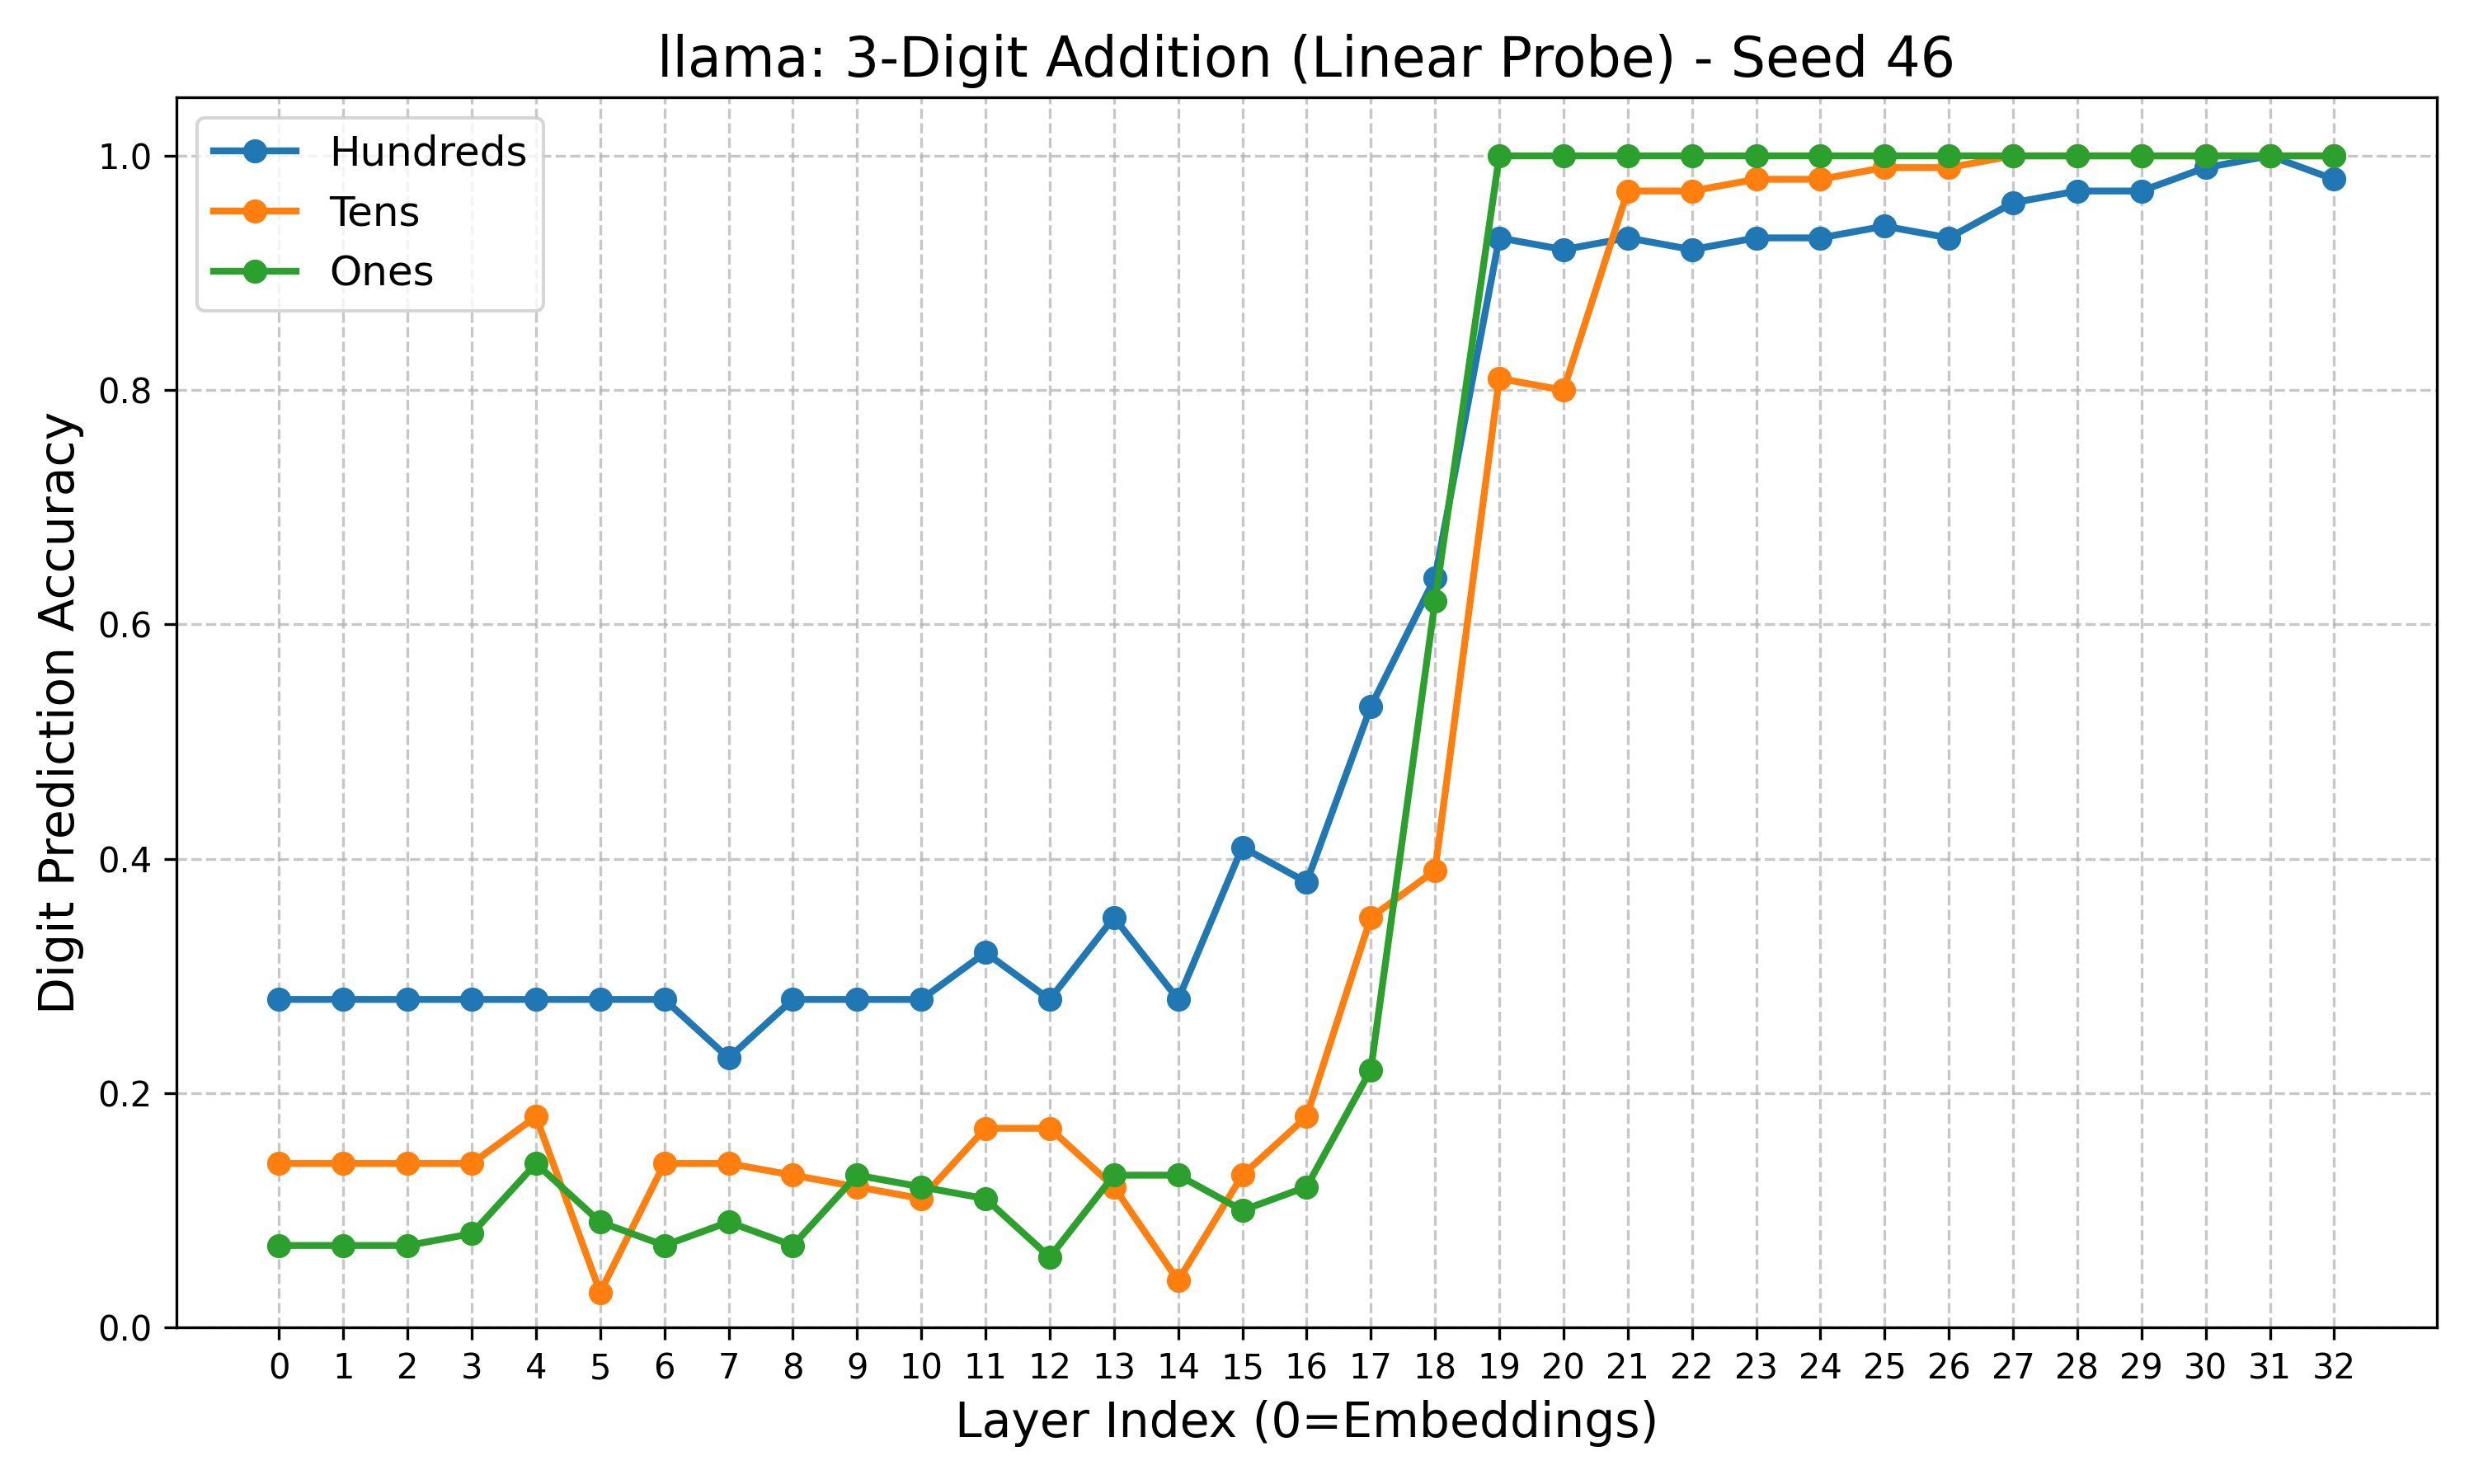 llama: 3-Digit Addition (Linear Probe) - Seed 46
Hundreds
Tens
Ones
Digit Prediction Accuracy
1.0
0.8
0.6
0.4
0.2
0.0
0 1 2 3 4 5 6 7 8 9 10 11 12 13 14 15 16 17 18 19 20 21 22 23 24 25 26 27 28 29 30 31 32
Layer Index (0=Embeddings)